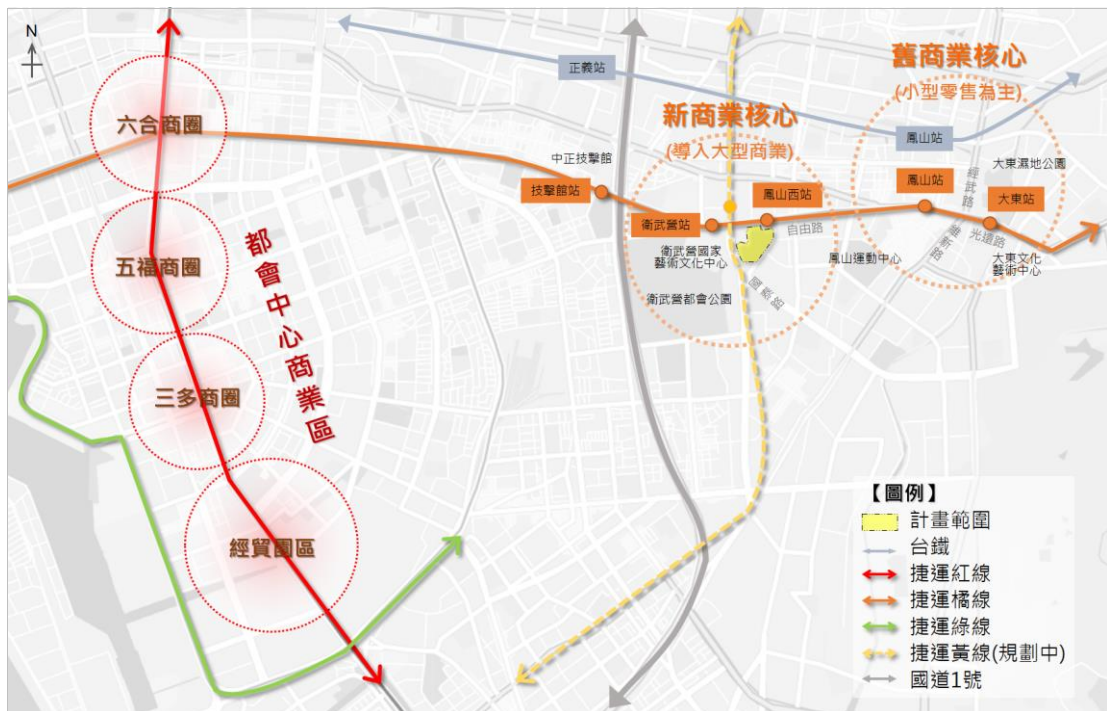 N
六合商圈
五福商圈
三多商圈
經貿園區
都會中心商業區
正義站
中正技擊館
技擊館站
新商業核心
(導入大型商業)
衛武營站
鳳山西站
自由路
衛武營國家
藝術文化中心
衛武營都會公園
國泰路
鳳山運動中心
舊商業核心
(小型零售為主)
鳳山站
大東濕地公園
經武路
鳳山站
大東站
維新路
光遠路
大東文化
藝術中心
【圖例】
計畫範圍
台鐵
捷運紅線
捷運橘線
捷運綠線
捷運黃線(規劃中)
國道1號